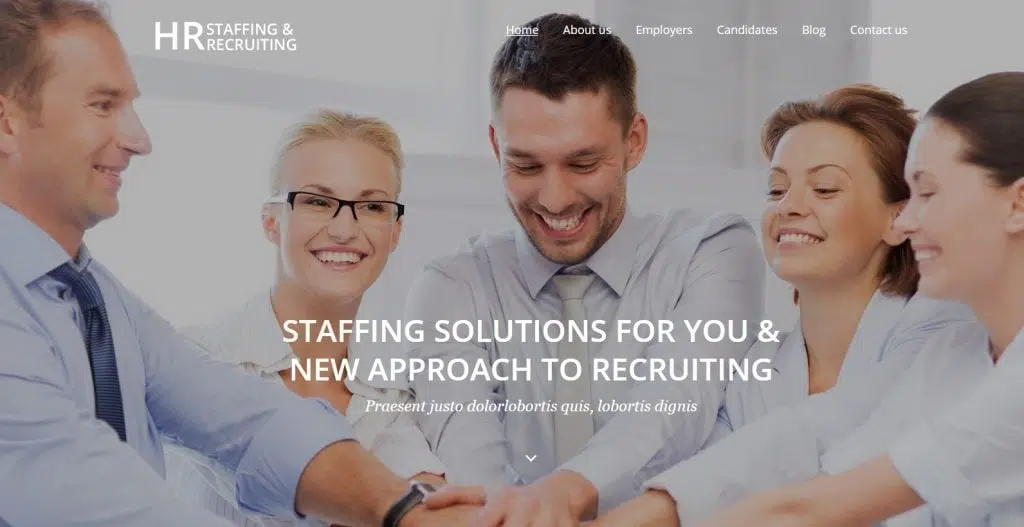 HR STAFFING &
RECRUITING
Home About us Employers Candidates Blog Contact us
STAFFING SOLUTIONS FOR YOU &
NEW APPROACH TO RECRUITING
Praesent justo dolorlobortis quis, lobortis dignis